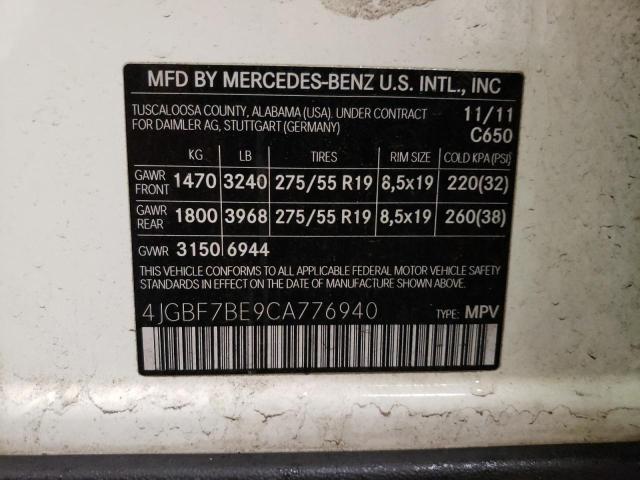 MFD BY MERCEDES-BENZ U.S. INTL., INC
TUSCALOOSA COUNTY, ALABAMA (USA). UNDER CONTRACT 11/11
FOR DAIMLER AG, STUTTGART (GERMANY) C650
KG LB TIRES RIM SIZE COLD KPA (PSI)
GAWR FRONT 1470 3240 275/55 R19 8,5x19 220(32)
GAWR REAR 1800 3968 275/55 R19 8,5x19 260(38)
GVWR 3150 6944
THIS VEHICLE CONFORMS TO ALL APPLICABLE FEDERAL MOTOR VEHICLE SAFETY
STANDARDS IN EFFECT ON THE DATE OF MANUFACTURE SHOWN ABOVE.
4JGBF7BE9CA776940 TYPE: MPV